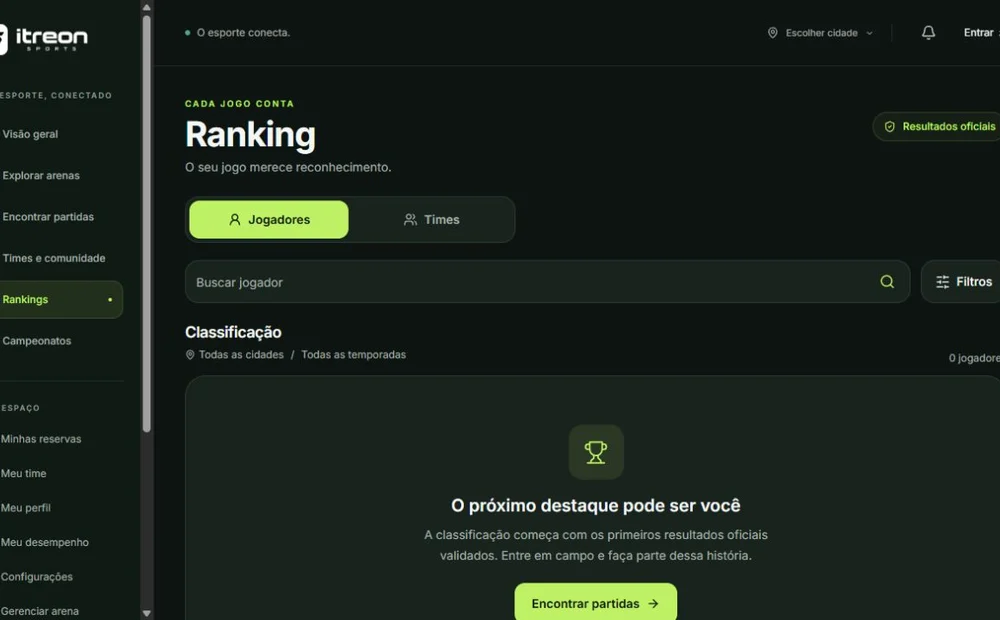 itreon
SPORTS
ESPORTE, CONECTADO
Visão geral
Explorar arenas
Encontrar partidas
Times e comunidade
Rankings
Campeonatos
ESPAÇO
Minhas reservas
Meu time
Meu perfil
Meu desempenho
Configurações
Gerenciar arena
O esporte conecta.
Escolher cidade
Entrar
CADA JOGO CONTA
Ranking
O seu jogo merece reconhecimento.
Resultados oficiais
Jogadores
Times
Buscar jogador
Filtros
Classificação
Todas as cidades / Todas as temporadas
0 jogadore
O próximo destaque pode ser você
A classificação começa com os primeiros resultados oficiais
validados. Entre em campo e faça parte dessa história.
Encontrar partidas